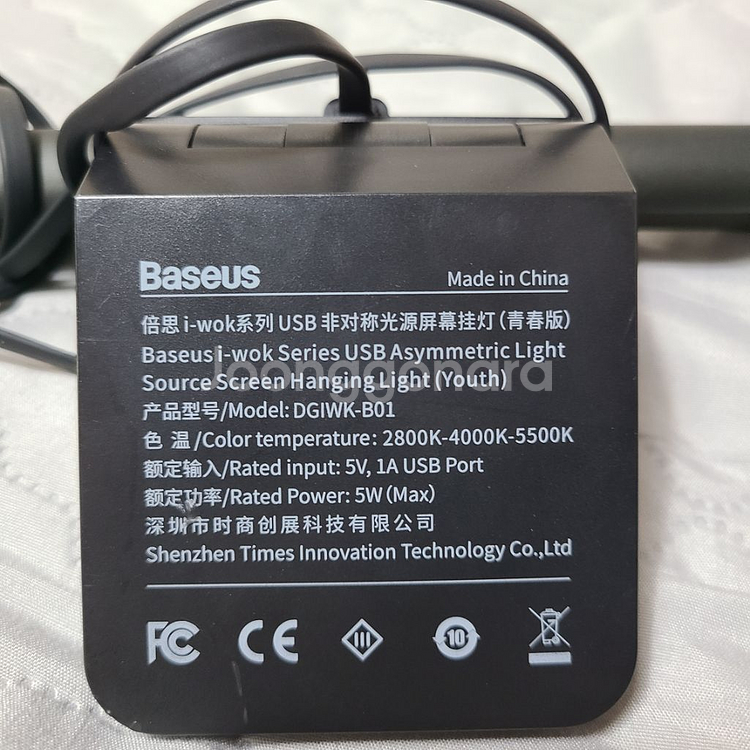 Baseus
Made in China
倍思 i-wok系列 USB 非对称光源屏幕挂灯(青春版)
Baseus i-wok Series USB Asymmetric Light
Source Screen Hanging Light (Youth)
Joonggonara
产品型号/Model: DGIWK-B01
色 温/Color temperature: 2800K-4000K-5500K
额定输入/Rated input: 5V, 1A USB Port
额定功率/Rated Power: 5W(Max)
深圳市时商创展科技有限公司
Shenzhen Times Innovation Technology Co.,Ltd
FC CE 10